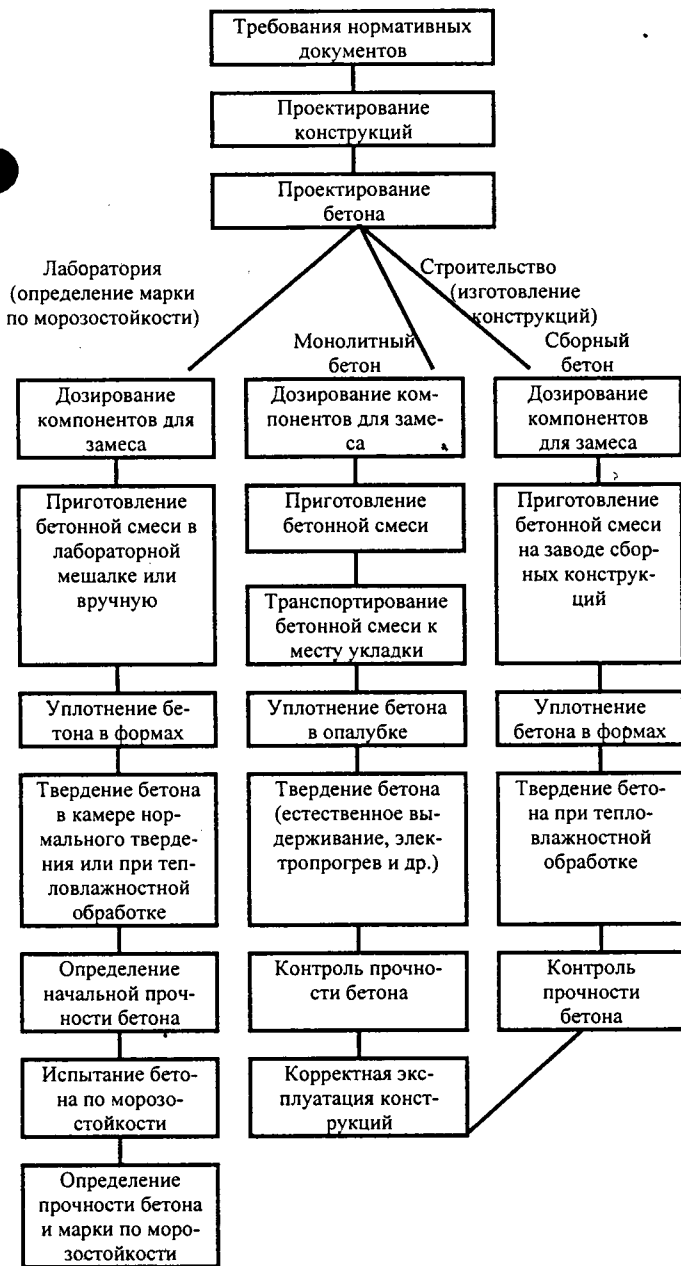 Требования нормативных
документов
Проектирование
конструкций
Проектирование
бетона
Лаборатория
(определение марки
по морозостойкости)
Строительство
(изготовление
конструкций)
Монолитный
бетон
Сборный
бетон
Дозирование
компонентов для
замеса
Приготовление
бетонной смеси в
лабораторной
мешалке или
вручную
Уплотнение бе-
тона в формах
Твердение бетона
в камере нор-
мального тверде-
ния или при теп-
ловлажностной
обработке
Определение
начальной проч-
ности бетона
Испытание бе-
тона по морозо-
стойкости
Определение
прочности бетона
и марки по моро-
зостойкости
Дозирование ком-
понентов для заме-
са
Приготовление
бетонной смеси
Транспортирование
бетонной смеси к
месту укладки
Уплотнение бетона
в опалубке
Твердение бетона
(естественное вы-
держивание, элек-
тропрогрев и др.)
Контроль прочно-
сти бетона
Корректная экс-
плуатация конст-
рукций
Дозирование
компонентов
для замеса
Приготовление
бетонной смеси
на заводе сбор-
ных конструк-
ций
Уплотнение
бетона в формах
Твердение бето-
на при тепло-
влажностной
обработке
Контроль
прочности
бетона